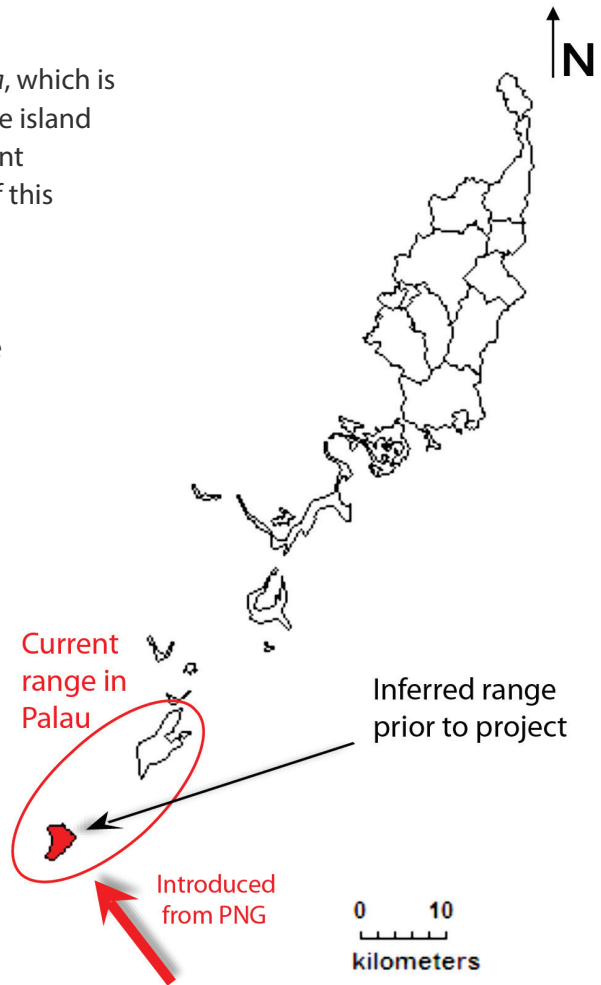 N
, which is
e island
nt
f this
Current
range in
Palau
Inferred range
prior to project
Introduced
from PNG
0 10
kilometers